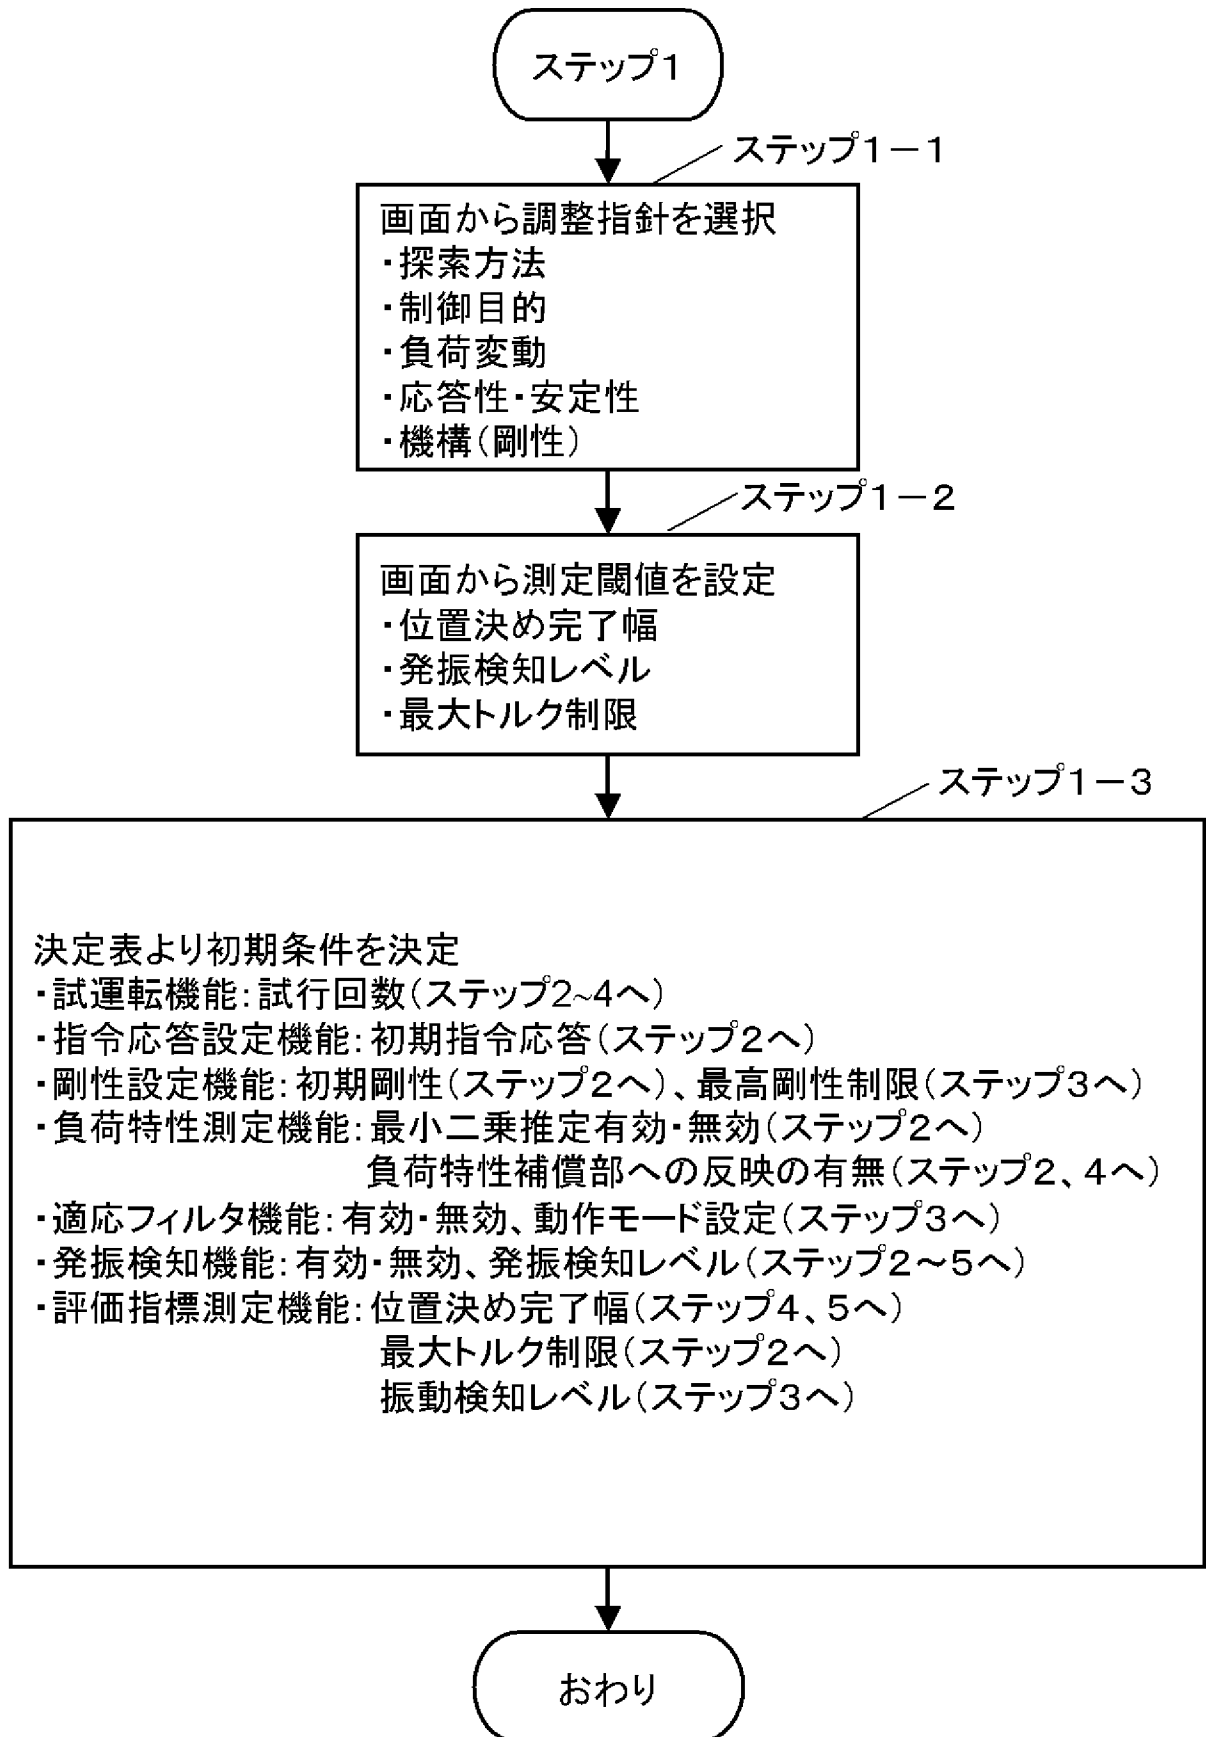 ステップ1
ステップ1－1
画面から調整指針を選択
・探索方法
・制御目的
・負荷変動
・応答性・安定性
・機構(剛性)
ステップ1－2
画面から測定閾値を設定
・位置決め完了幅
・発振検知レベル
・最大トルク制限
ステップ1－3
決定表より初期条件を決定
・試運転機能:試行回数(ステップ2~4へ)
・指令応答設定機能:初期指令応答(ステップ2へ)
・剛性設定機能:初期剛性(ステップ2へ)、最高剛性制限(ステップ3へ)
・負荷特性測定機能:最小二乗推定有効・無効(ステップ2へ)
負荷特性補償部への反映の有無(ステップ2、4へ)
・適応フィルタ機能:有効・無効、動作モード設定(ステップ3へ)
・発振検知機能:有効・無効、発振検知レベル(ステップ2～5へ)
・評価指標測定機能:位置決め完了幅(ステップ4、5へ)
最大トルク制限(ステップ2へ)
振動検知レベル(ステップ3へ)
おわり